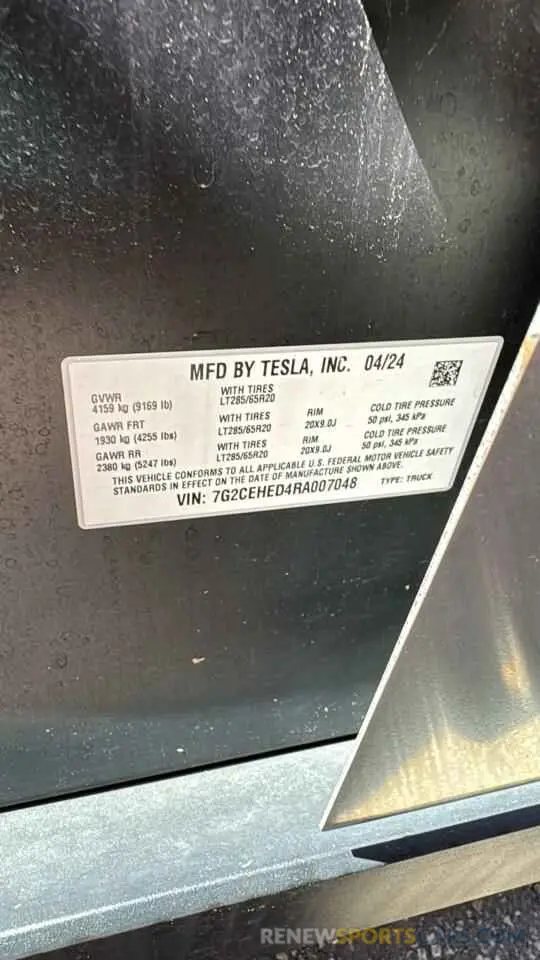 MFD BY TESLA, INC. 04/24
GVWR WITH TIRES
4159 kg (9169 lb) LT285/65R20
GAWR FRT WITH TIRES RIM COLD TIRE PRESSURE
1930 kg (4255 lbs) LT285/65R20 20X9.0J 50 psi, 345 kPa
GAWR RR WITH TIRES RIM COLD TIRE PRESSURE
2380 kg (5247 lbs) LT285/65R20 20X9.0J 50 psi, 345 kPa
THIS VEHICLE CONFORMS TO ALL APPLICABLE U.S. FEDERAL MOTOR VEHICLE SAFETY
STANDARDS IN EFFECT ON THE DATE OF MANUFACTURE SHOWN ABOVE.
VIN: 7G2CEHED4RA007048 TYPE: TRUCK
RENEWSPORTSCARS.COM